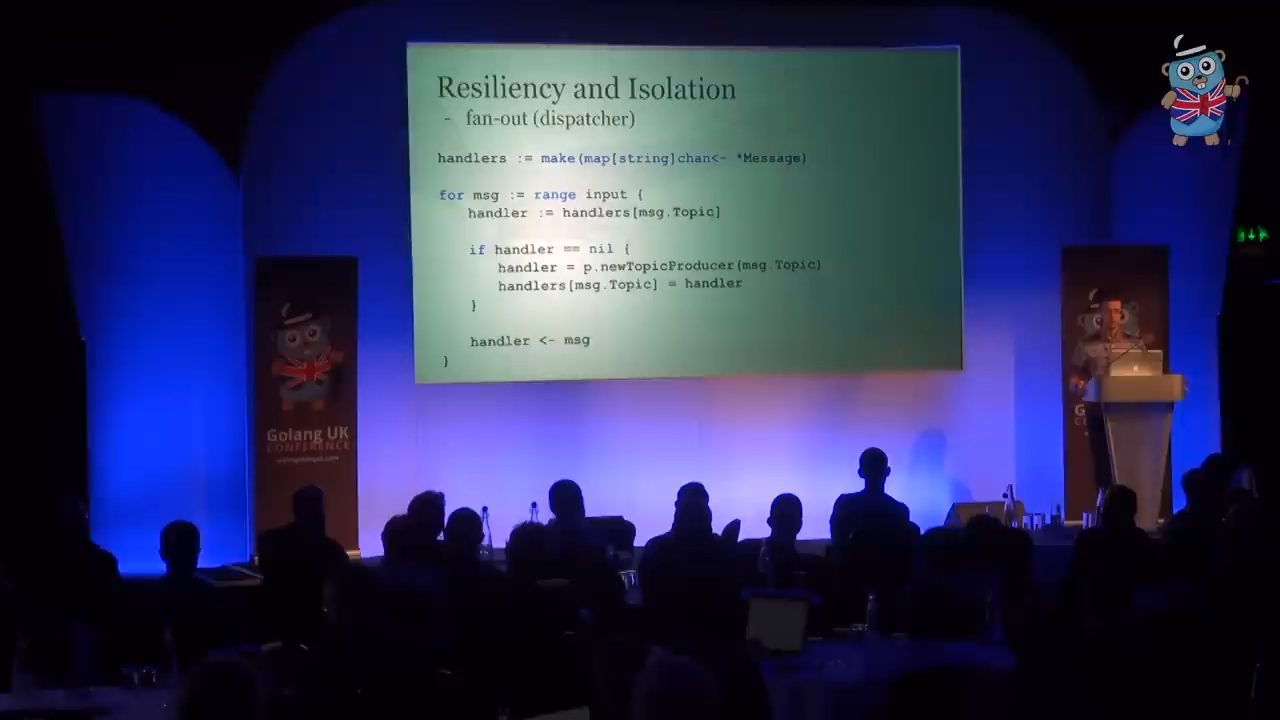 Resiliency and Isolation
- fan-out (dispatcher)
handlers := make(map[string]chan<- *Message)
for msg := range input {
handler := handlers[msg.Topic]
if handler == nil {
handler = p.newTopicProducer(msg.Topic)
handlers[msg.Topic] = handler
}
handler <- msg
}
Golang UK
CONFERENCE